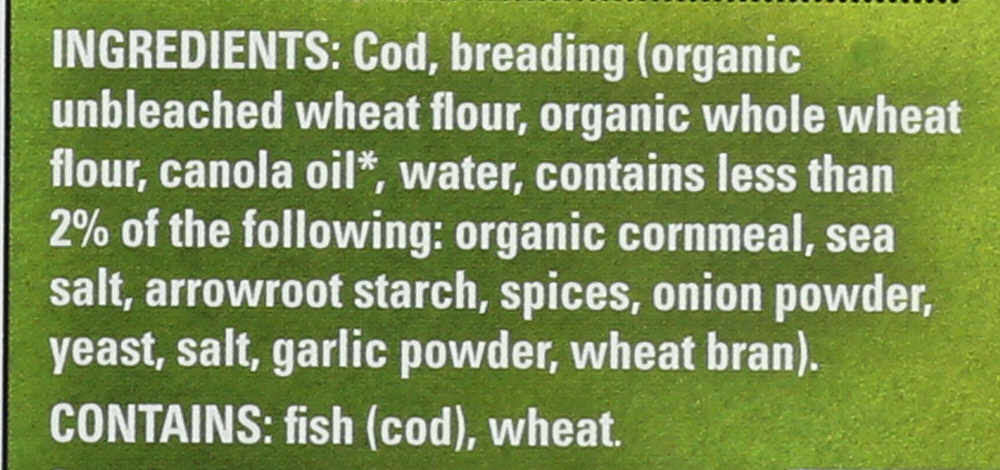 INGREDIENTS: Cod, breading (organic
unbleached wheat flour, organic whole wheat
flour, canola oil*, water, contains less than
2% of the following: organic cornmeal, sea
salt, arrowroot starch, spices, onion powder,
yeast, salt, garlic powder, wheat bran).
CONTAINS: fish (cod), wheat.